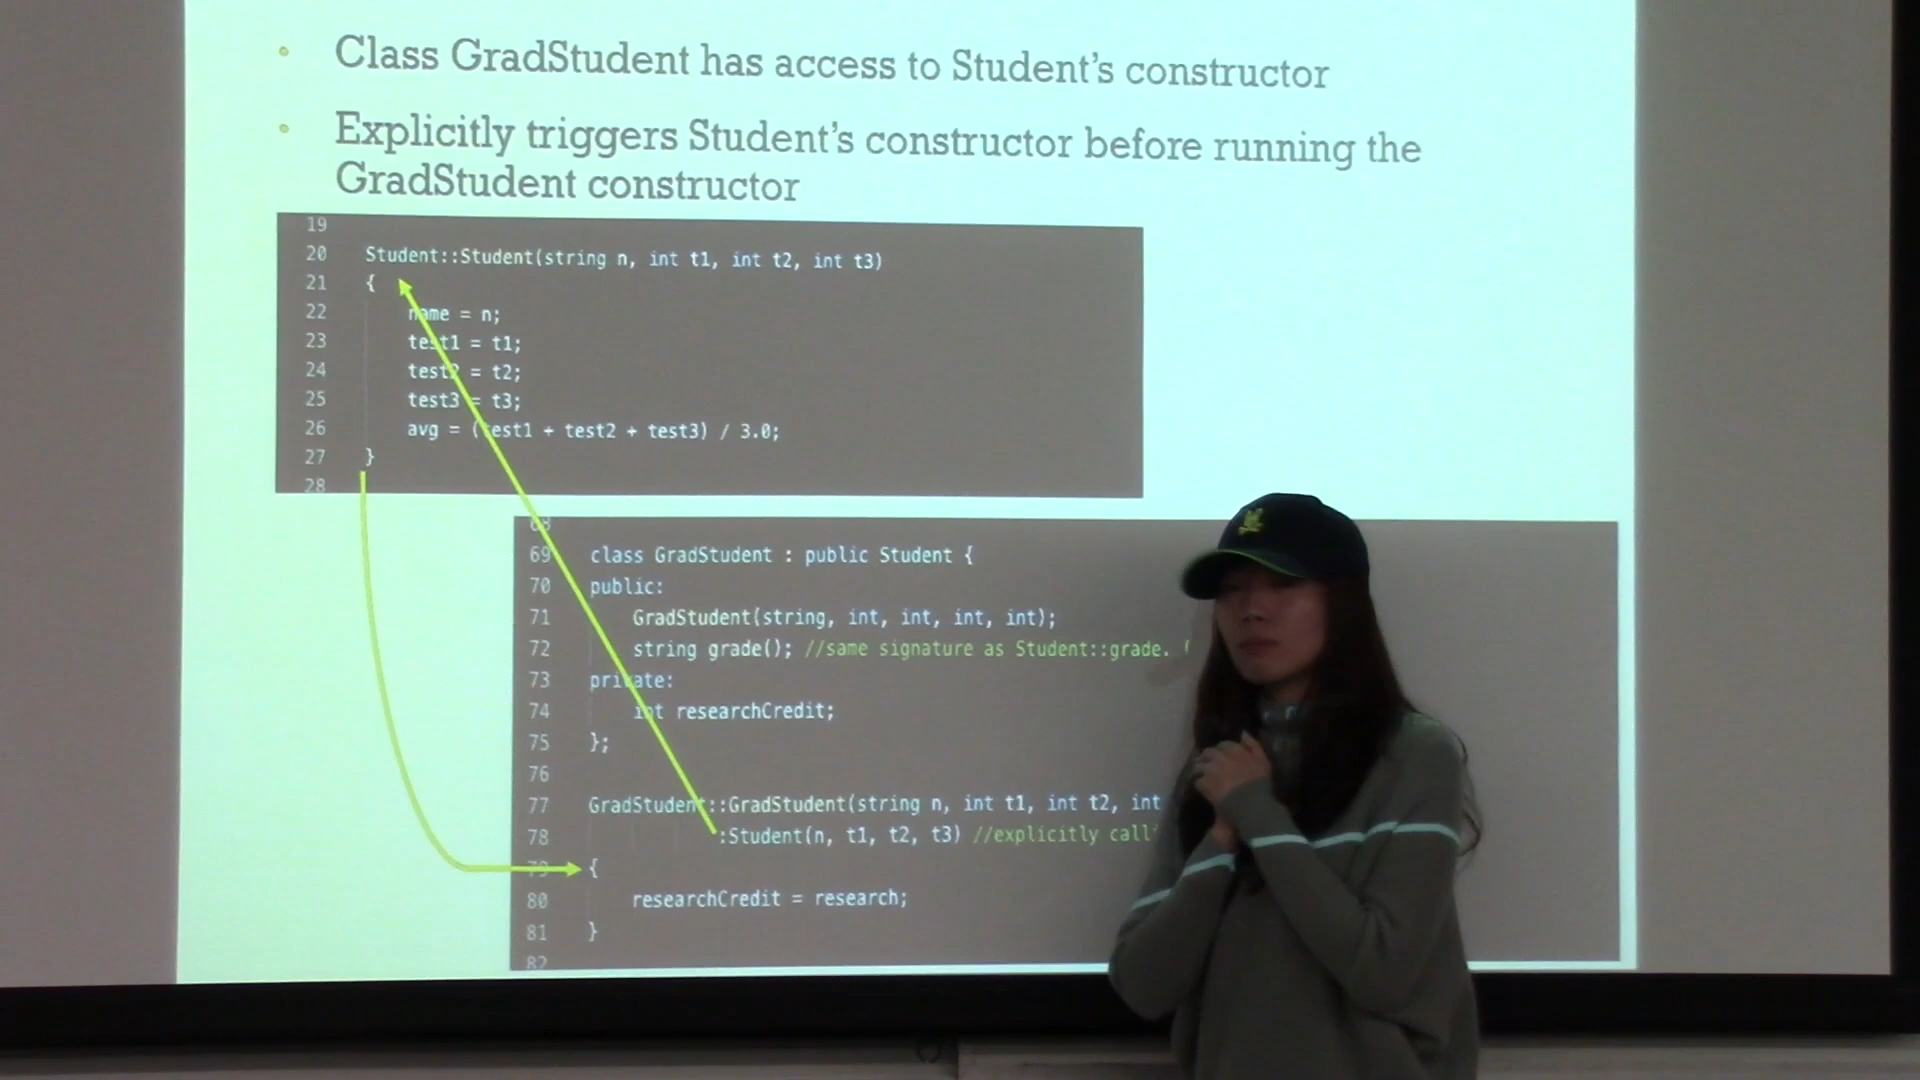 Class GradStudent has access to Student's constructor
Explicitly triggers Student's constructor before running the
GradStudent constructor
19
20 Student::Student(string n, int t1, int t2, int t3)
21 {
22 name = n;
23 test1 = t1;
24 test2 = t2;
25 test3 = t3;
26 avg = (test1 + test2 + test3) / 3.0;
27 }
28
68
69 class GradStudent : public Student {
70 public:
71 GradStudent(string, int, int, int, int);
72 string grade(); //same signature as Student::grade. (
73 private:
74 int researchCredit;
75 };
76
77 GradStudent::GradStudent(string n, int t1, int t2, int
78 :Student(n, t1, t2, t3) //explicitly call
79 {
80 researchCredit = research;
81 }
82